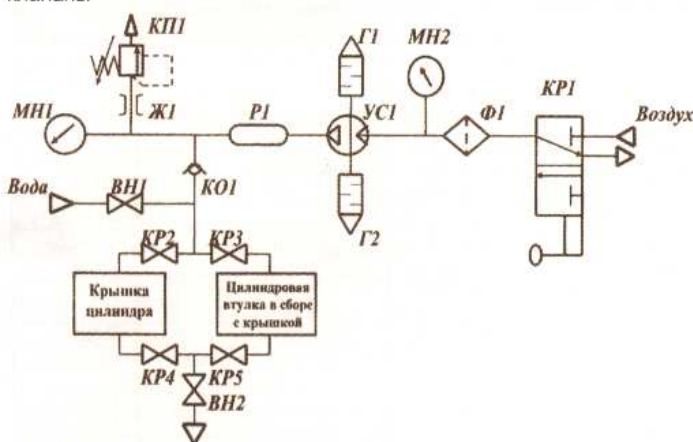 КП1
Г1
МН2
МН1
Ж1
Р1
УС1
Ф1
КР1
Воздух
Вода
ВН1
КО1
Г2
КР2
КР3
Крышка
цилиндра
Цилиндровая
втулка в сборе
с крышкой
КР4
КР5
ВН2